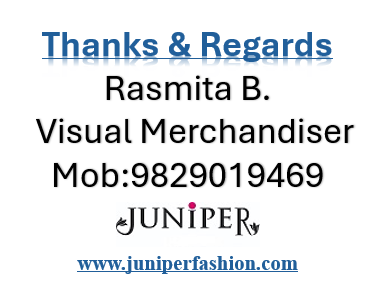 Thanks & Regards
Rasmita B.
Visual Merchandiser
Mob:9829019469
JUNIPER
www.juniperfashion.com